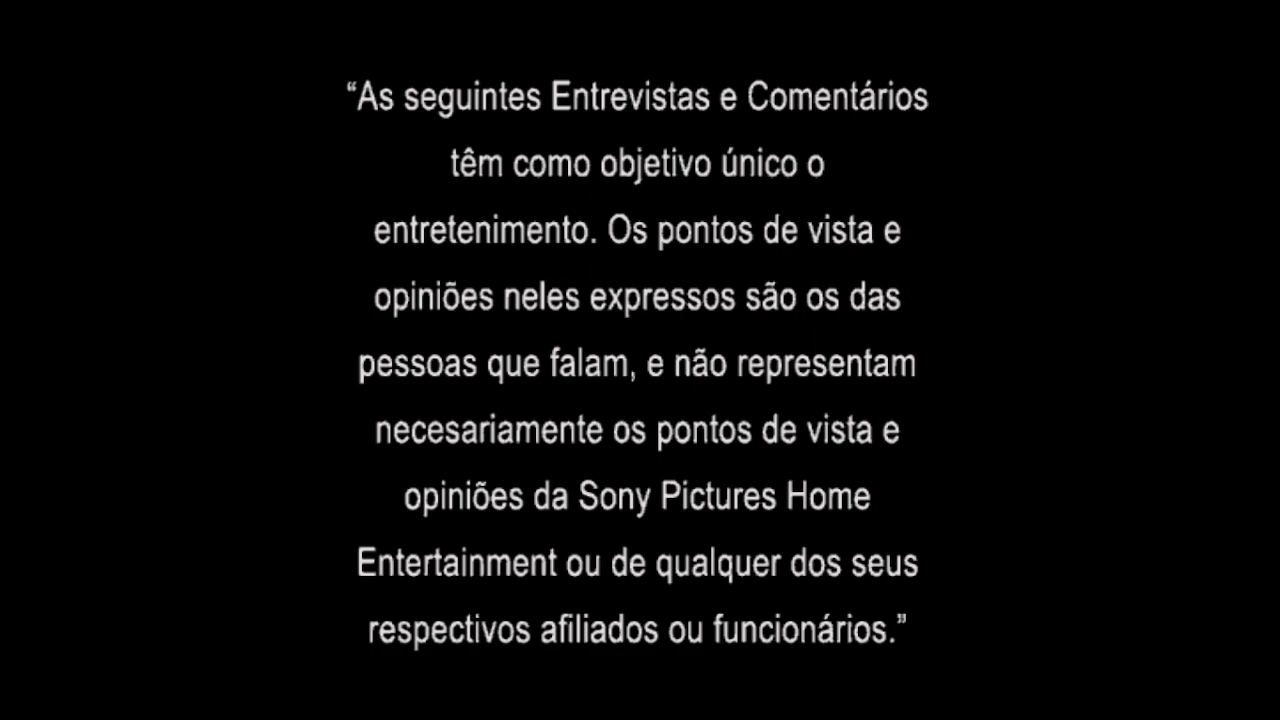 “As seguintes Entrevistas e Comentários
têm como objetivo único o
entretenimento. Os pontos de vista e
opiniões neles expressos são os das
pessoas que falam, e não representam
necesariamente os pontos de vista e
opiniões da Sony Pictures Home
Entertainment ou de qualquer dos seus
respectivos afiliados ou funcionários.”